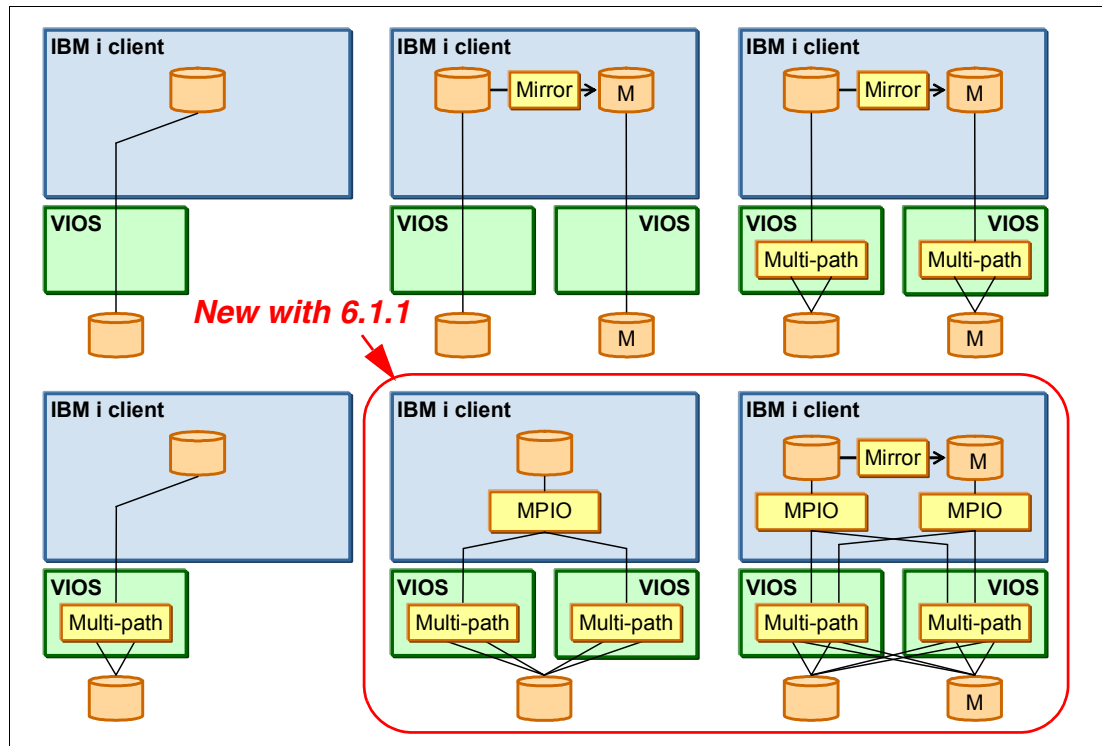 IBM i client
IBM i client
Mirror
M
IBM i client
Mirror
M
VIOS
VIOS
VIOS
VIOS
Multi-path
VIOS
Multi-path
New with 6.1.1
M
M
IBM i client
IBM i client
MPIO
IBM i client
Mirror
M
MPIO
MPIO
VIOS
Multi-path
VIOS
Multi-path
VIOS
Multi-path
VIOS
Multi-path
VIOS
Multi-path
M